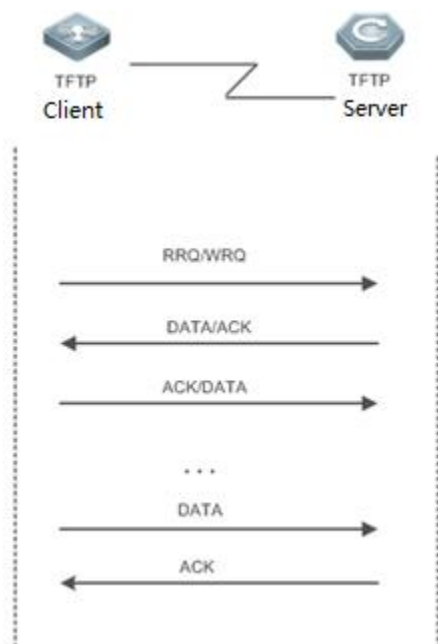 TFTP
Client
TFTP
Server
RRQ/WRQ
DATA/ACK
ACK/DATA
...
DATA
ACK